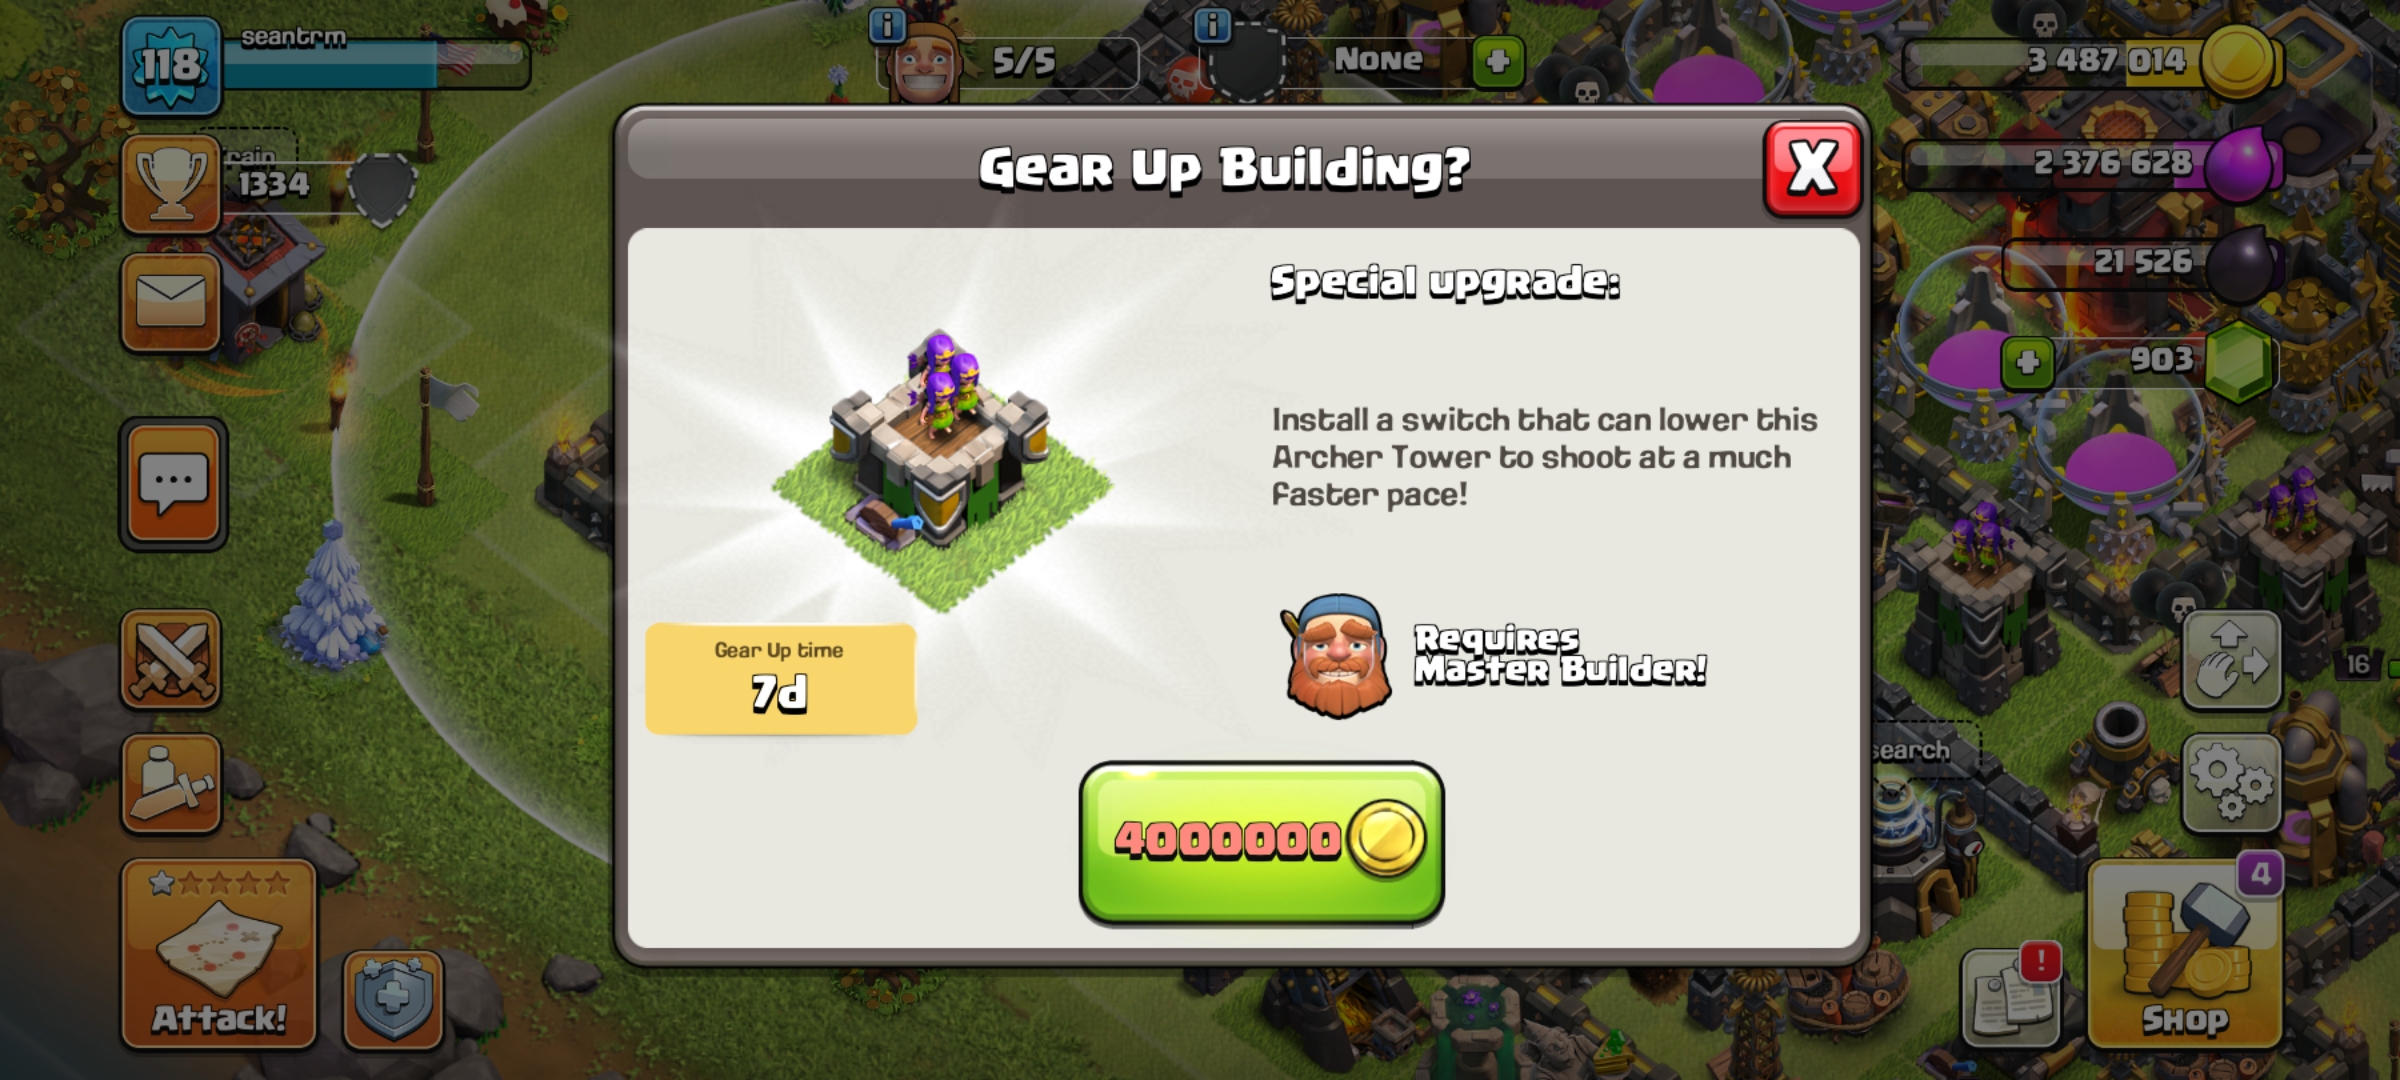 118
seantrm
5/5
None
3 487 014
1334
2 376 628
21 526
903
Gear Up Building?
X
Special upgrade:
Install a switch that can lower this
Archer Tower to shoot at a much
faster pace!
Gear Up time
7d
Requires
Master Builder!
4000000
16
search
4
Attack!
!
Shop